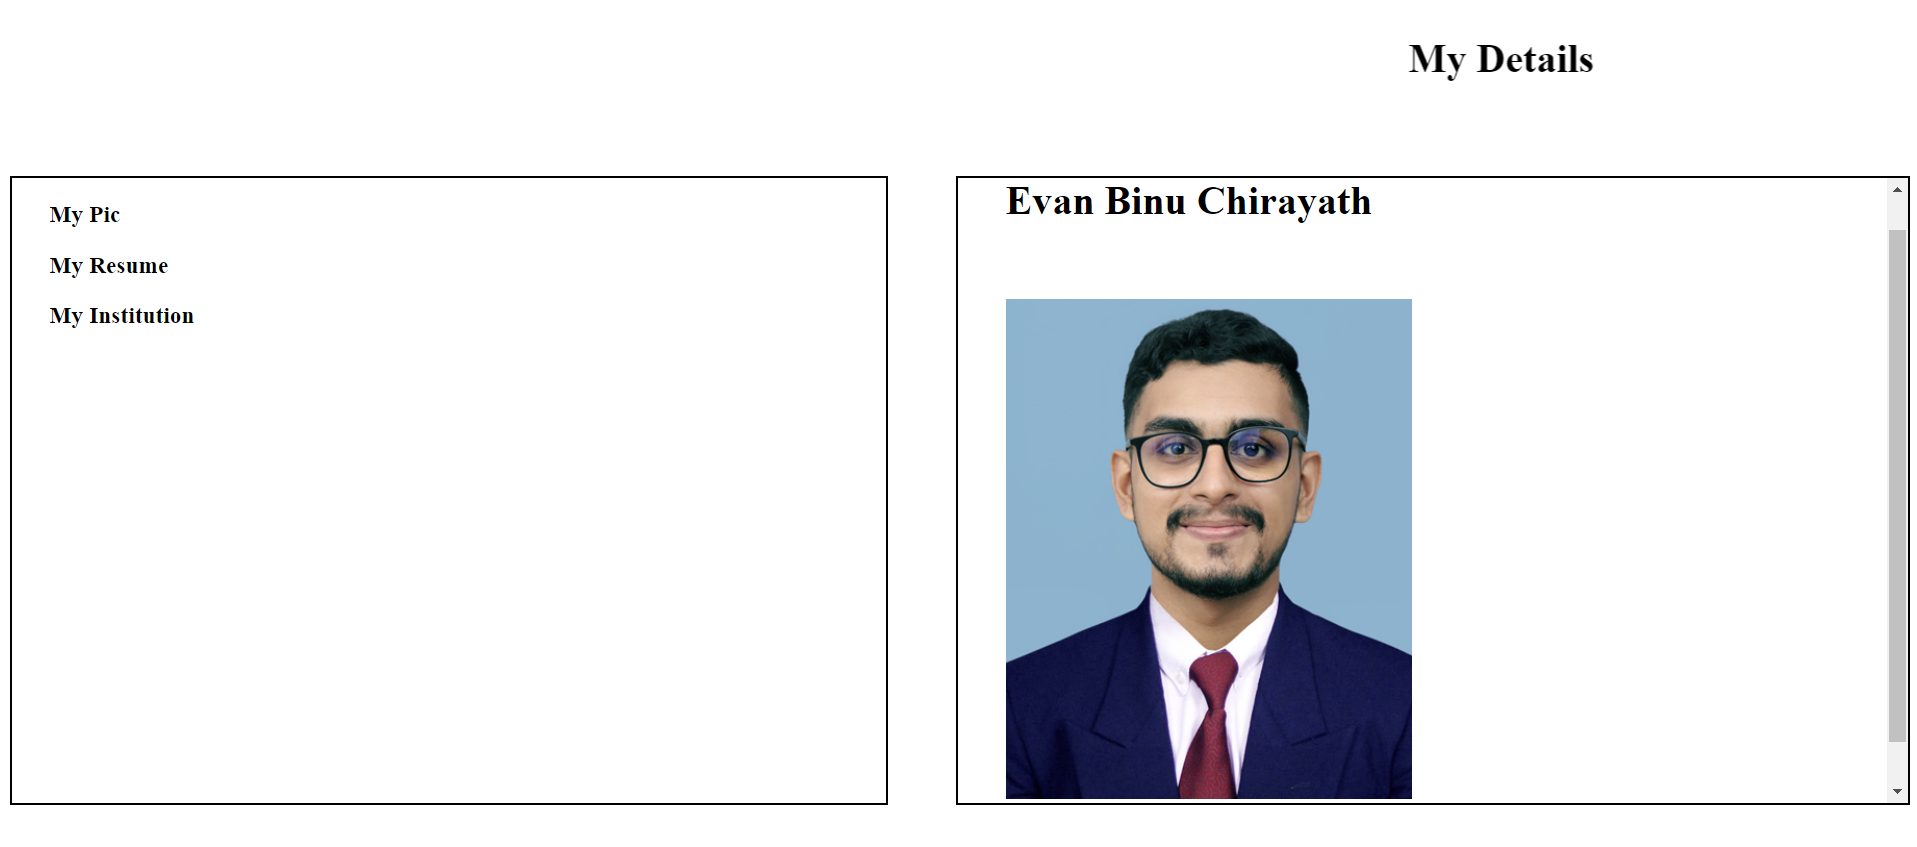 My Details
My Pic
My Resume
My Institution
Evan Binu Chirayath